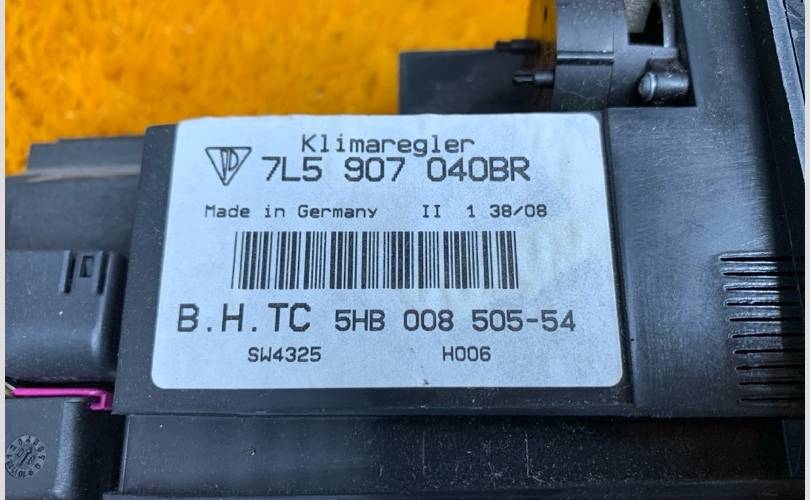 Klimaregler
7L5 907 040BR
Made in Germany II 1 38/08
B.H.TC 5HB 008 505-54
SW4325 H006